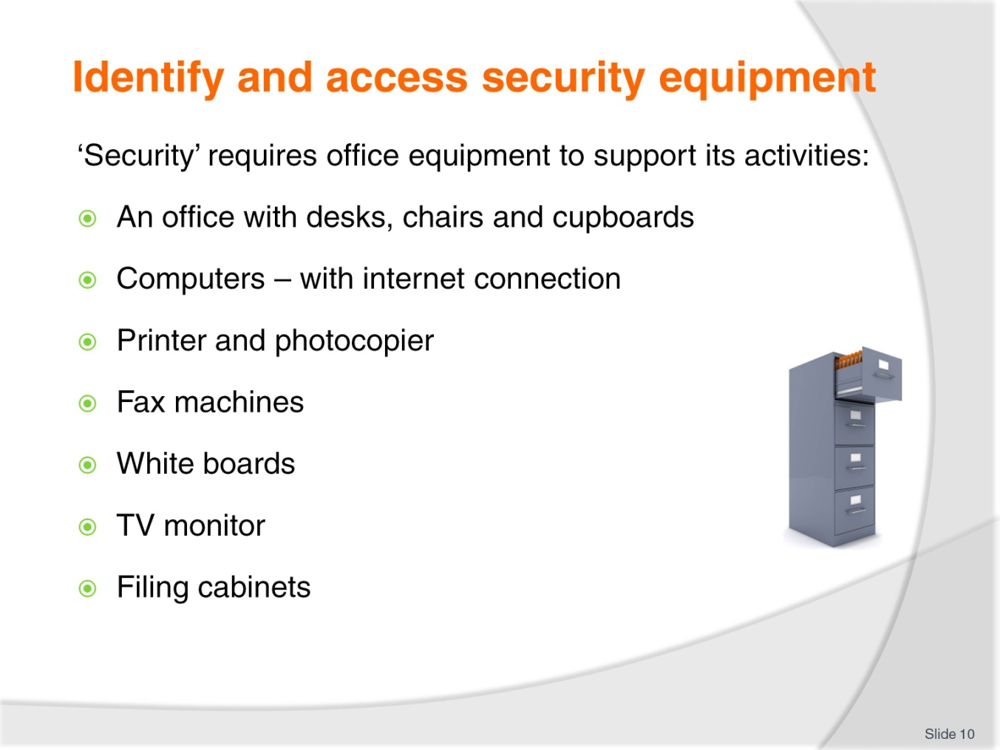 Identify and access security equipment
‘Security’ requires office equipment to support its activities:
An office with desks, chairs and cupboards
Computers – with internet connection
Printer and photocopier
Fax machines
White boards
TV monitor
Filing cabinets
Slide 10